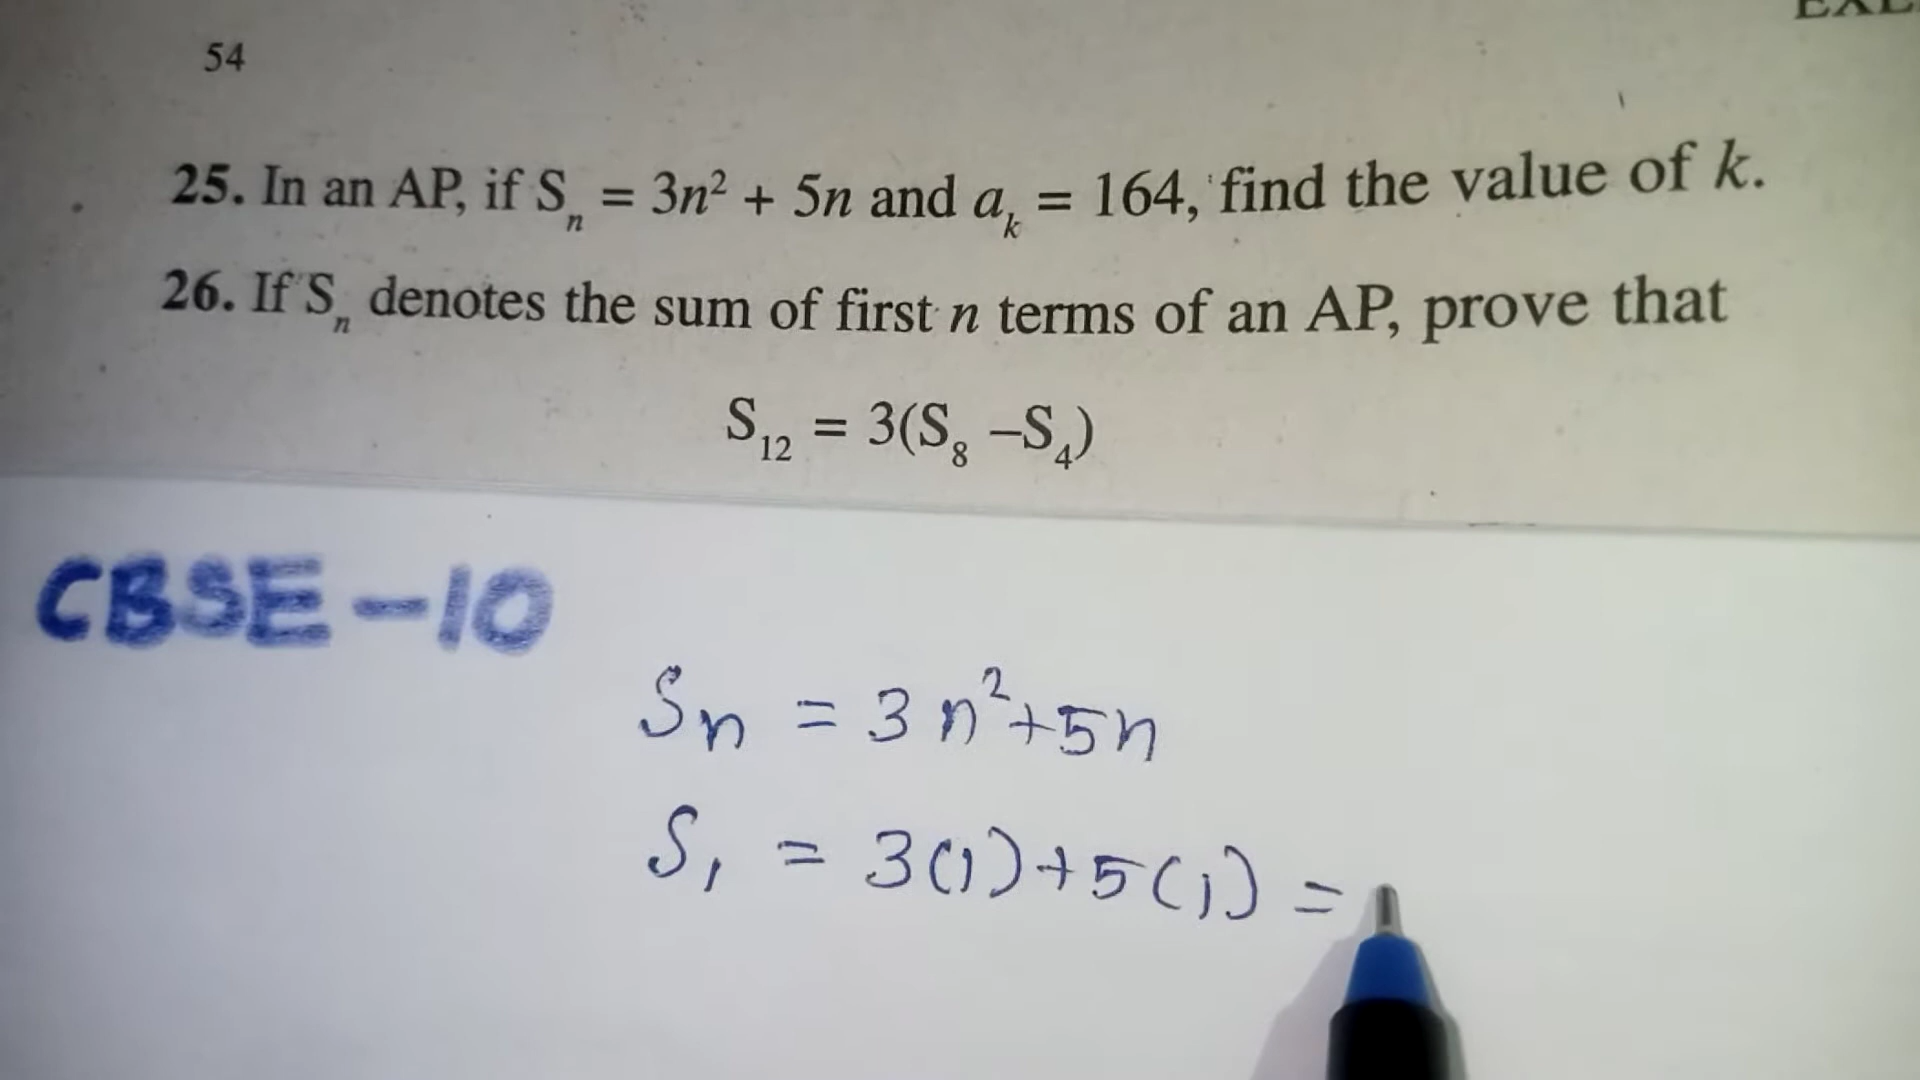 54
25. In an AP, if Sₙ = 3n² + 5n and aₖ = 164, find the value of k.
26. If Sₙ denotes the sum of first n terms of an AP, prove that
S₁₂ = 3(S₈ –S₄)
CBSE-10
Sn = 3n²+5n
S₁ = 3(1)+5(1) =